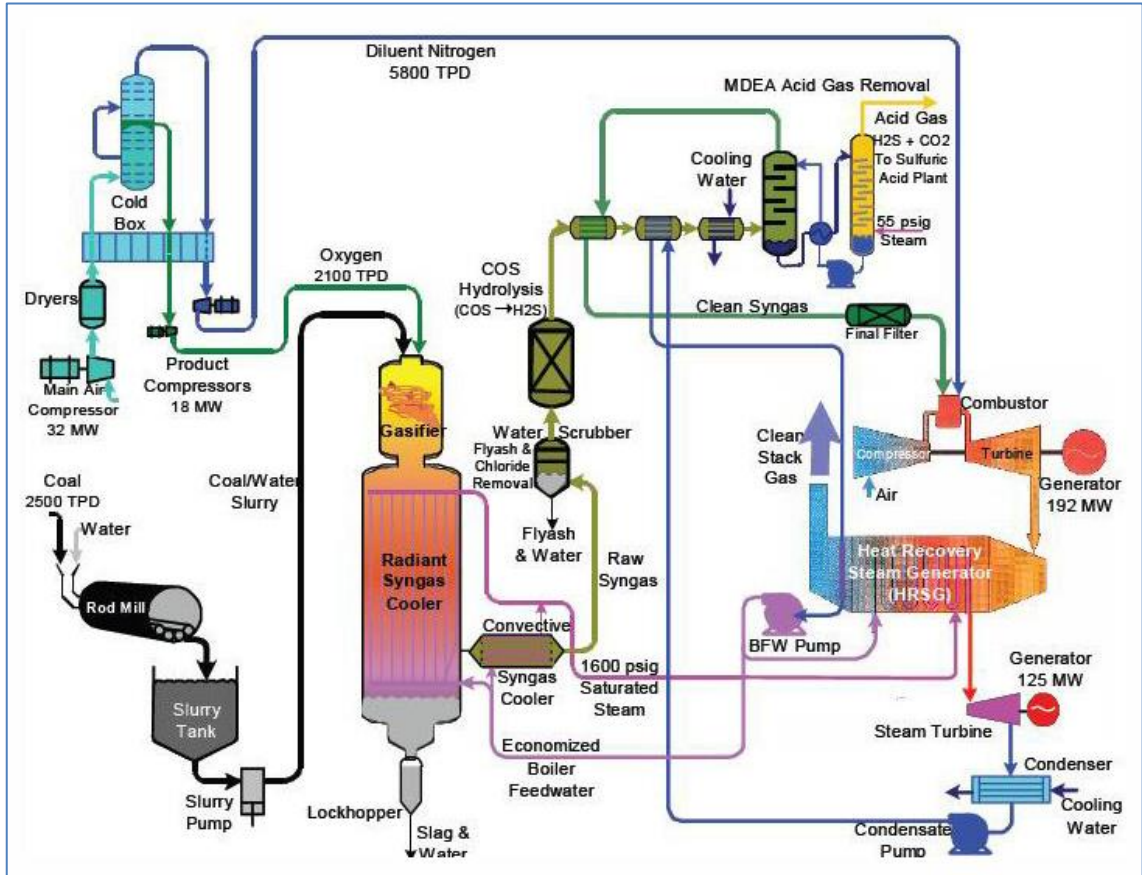 Diluent Nitrogen
5800 TPD
MDEA Acid Gas Removal
Acid Gas
H2S + CO2
To Sulfuric
Acid Plant
55 psig
Steam
Cooling
Water
Cold
Box
Dryers
Oxygen
2100 TPD
COS
Hydrolysis
(COS →H2S)
Clean Syngas
Final Filter
Product
Compressors
18 MW
Main Air
Compressor
32 MW
Gasifier
Water Scrubber
Flyash &
Chloride
Removal
Clean
Stack
Gas
Combustor
Compressor
Turbine
Air
Generator
192 MW
Coal
2500 TPD
Water
Coal/Water
Slurry
Flyash
& Water
Raw
Syngas
Radiant
Syngas
Cooler
Heat Recovery
Steam Generator
(HRSG)
Rod Mill
Convective
Syngas
Cooler
1600 psig
Saturated
Steam
BFW Pump
Generator
125 MW
Steam Turbine
Slurry
Tank
Economized
Boiler
Feedwater
Condenser
Cooling
Water
Slurry
Pump
Lockhopper
Slag &
Water
Condensate
Pump